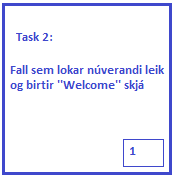 Task 2:
Fall sem lokar núverandi leik
og birtir ''Welcome'' skjá
1